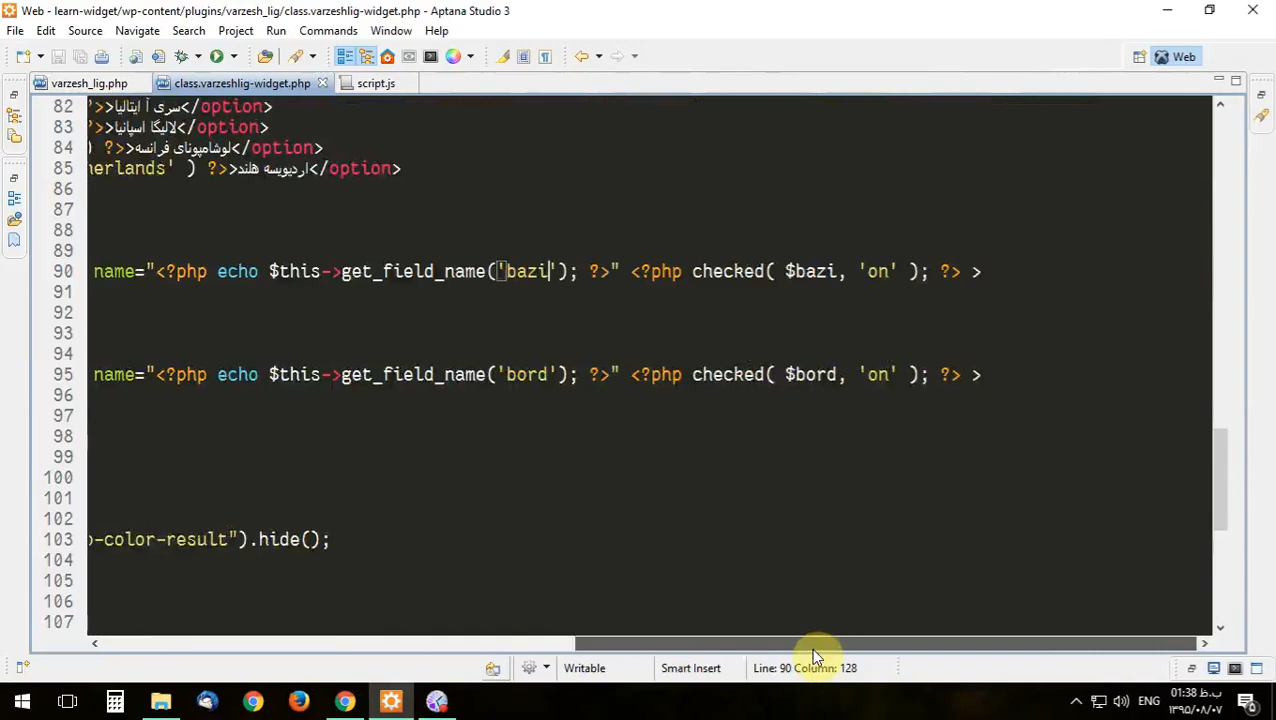 Web - learn-widget/wp-content/plugins/varzesh_lig/class.varzeshlig-widget.php - Aptana Studio 3
File Edit Source Navigate Search Project Run Commands Window Help
Web
varzesh_lig.php class.varzeshlig-widget.php script.js
82 '>>سری آ ایتالیا</option>
83 '>>لالیگا اسپانیا</option>
84 ) ?>>لوشامپونای فرانسه</option>
85 herlands' ) ?>>اردیویسه هلند</option>
86
87
88
89
90 name="<?php echo $this->get_field_name('bazi'); ?>" <?php checked( $bazi, 'on' ); ?> >
91
92
93
94
95 name="<?php echo $this->get_field_name('bord'); ?>" <?php checked( $bord, 'on' ); ?> >
96
97
98
99
100
101
102
103 p-color-result").hide();
104
105
106
107
Writable Smart Insert Line: 90 Column: 128
ENG
01:38 ب.ظ
۱۳۹۵/۰۸/۰۷